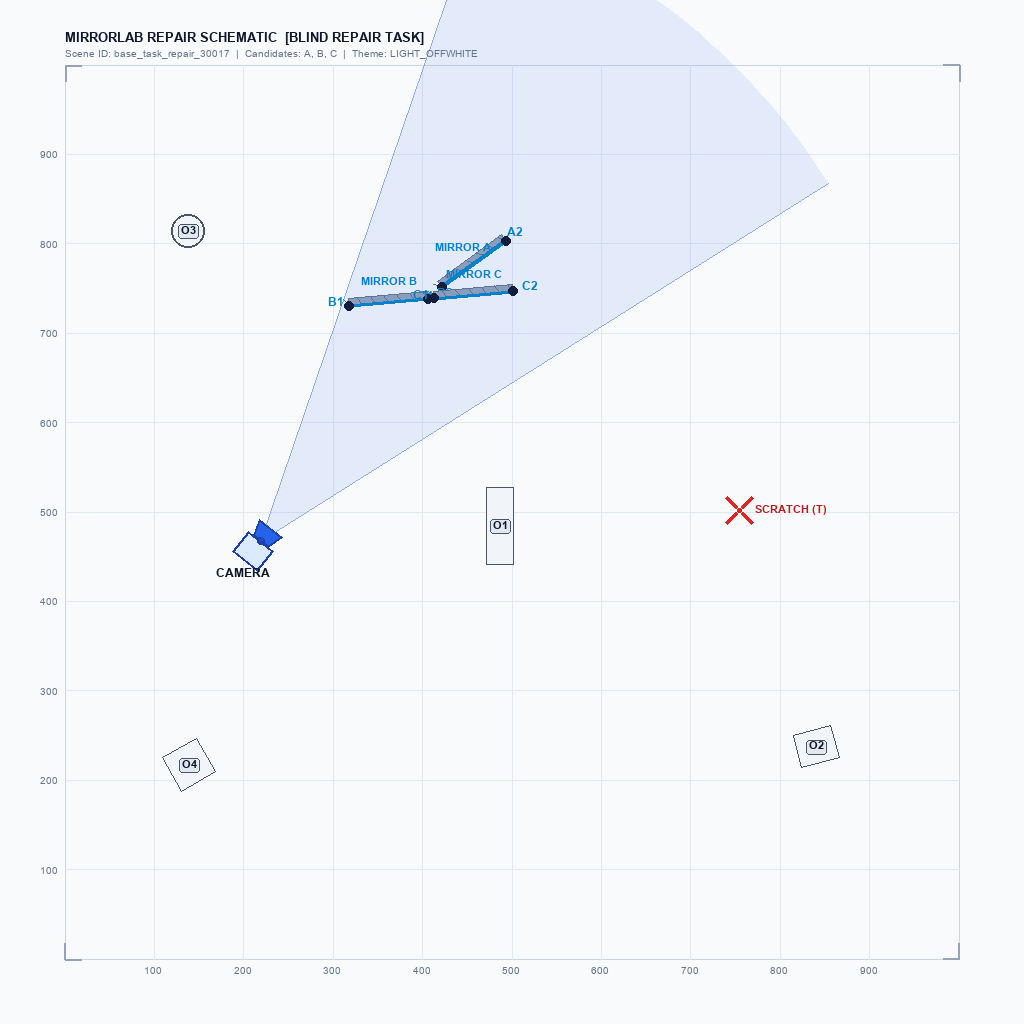 MIRRORLAB REPAIR SCHEMATIC [BLIND REPAIR TASK]
Scene ID: base_task_repair_30017 | Candidates: A, B, C | Theme: LIGHT_OFFWHITE
900
800
700
600
500
400
300
200
100
O3
A2
MIRROR A
MIRROR C
MIRROR B
C2
B1
O1
SCRATCH (T)
CAMERA
O2
O4
100
200
300
400
500
600
700
800
900